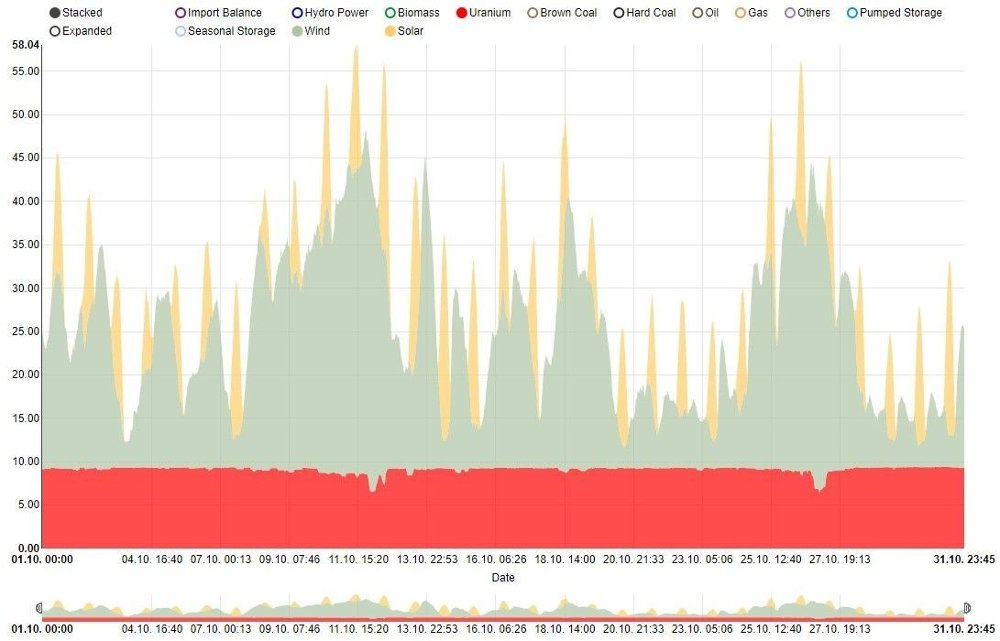 Stacked Import Balance Hydro Power Biomass Uranium Brown Coal Hard Coal Oil Gas Others Pumped Storage
Expanded Seasonal Storage Wind Solar
58.04
55.00
50.00
45.00
40.00
35.00
30.00
25.00
20.00
15.00
10.00
5.00
0.00
01.10. 00:00 04.10. 16:40 07.10. 00:13 09.10. 07:46 11.10. 15:20 13.10. 22:53 16.10. 06:26 18.10. 14:00 20.10. 21:33 23.10. 05:06 25.10. 12:40 27.10. 19:13 31.10. 23:45
Date
01.10. 00:00 04.10. 16:40 07.10. 00:13 09.10. 07:46 11.10. 15:20 13.10. 22:53 16.10. 06:26 18.10. 14:00 20.10. 21:33 23.10. 05:06 25.10. 12:40 27.10. 19:13 31.10. 23:45